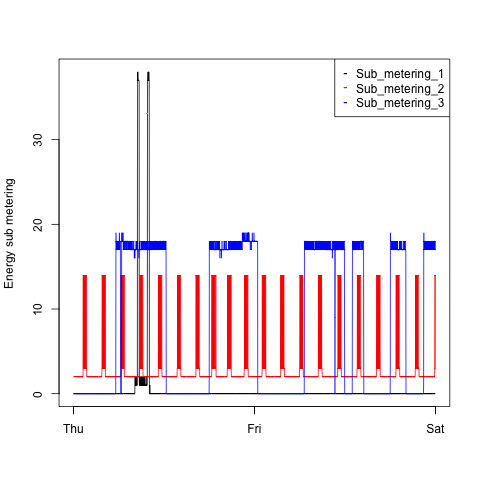 Sub_metering_1
Sub_metering_2
Sub_metering_3
Energy sub metering
30
20
10
0
Thu
Fri
Sat